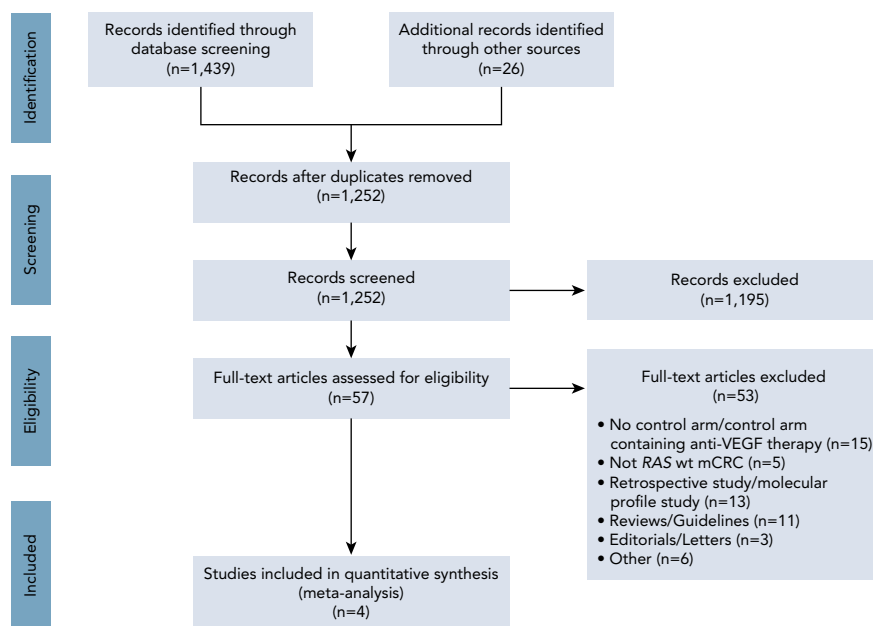 Identification
Records identified through
database screening
(n=1,439)
Additional records identified
through other sources
(n=26)
Screening
Records after duplicates removed
(n=1,252)
Records screened
(n=1,252)
Records excluded
(n=1,195)
Eligibility
Full-text articles assessed for eligibility
(n=57)
Full-text articles excluded
(n=53)
• No control arm/control arm
containing anti-VEGF therapy (n=15)
• Not RAS wt mCRC (n=5)
• Retrospective study/molecular
profile study (n=13)
• Reviews/Guidelines (n=11)
• Editorials/Letters (n=3)
• Other (n=6)
Included
Studies included in quantitative synthesis
(meta-analysis)
(n=4)